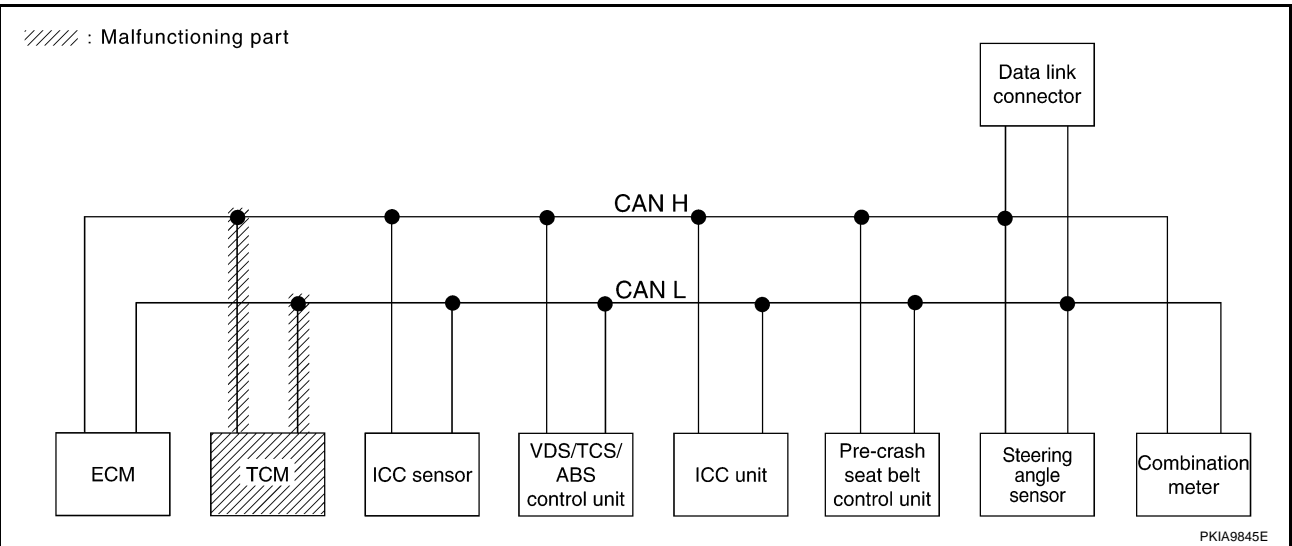 : Malfunctioning part
Data link
connector
CAN H
CAN L
ECM
TCM
ICC sensor
VDS/TCS/
ABS
control unit
ICC unit
Pre-crash
seat belt
control unit
Steering
angle
sensor
Combination
meter
PKIA9845E